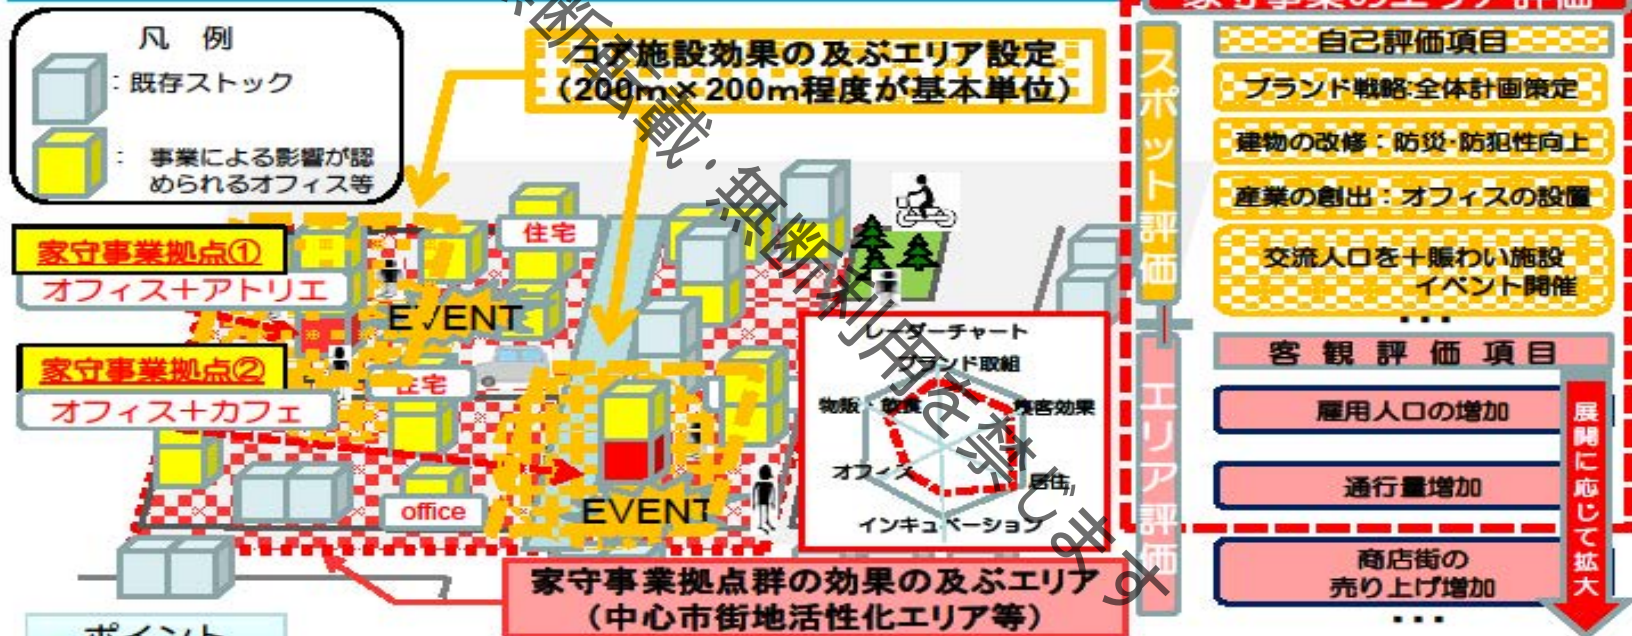 家守事業のエリア評価
凡 例
：既存ストック
： 事業による影響が認
められるオフィス等
コア施設効果の及ぶエリア設定
（200m×200m程度が基本単位）
家守事業拠点①
オフィス＋アトリエ
家守事業拠点②
オフィス＋カフェ
住宅
EVENT
住宅
office
EVENT
レーダーチャート
ブランド取組
集客効果
居住
インキュベーション
オフィス
物販・飲食
家守事業拠点群の効果の及ぶエリア
（中心市街地活性化エリア等）
スポット評価
＋
エリア評価
自己評価項目
ブランド戦略:全体計画策定
建物の改修：防災・防犯性向上
産業の創出：オフィスの設置
交流人口を＋賑わい施設
イベント開催
…
客 観 評 価 項 目
雇用人口の増加
通行量増加
商店街の
売り上げ増加
…
展開に応じて拡大
ポイント
無断転載・無断利用を禁じます